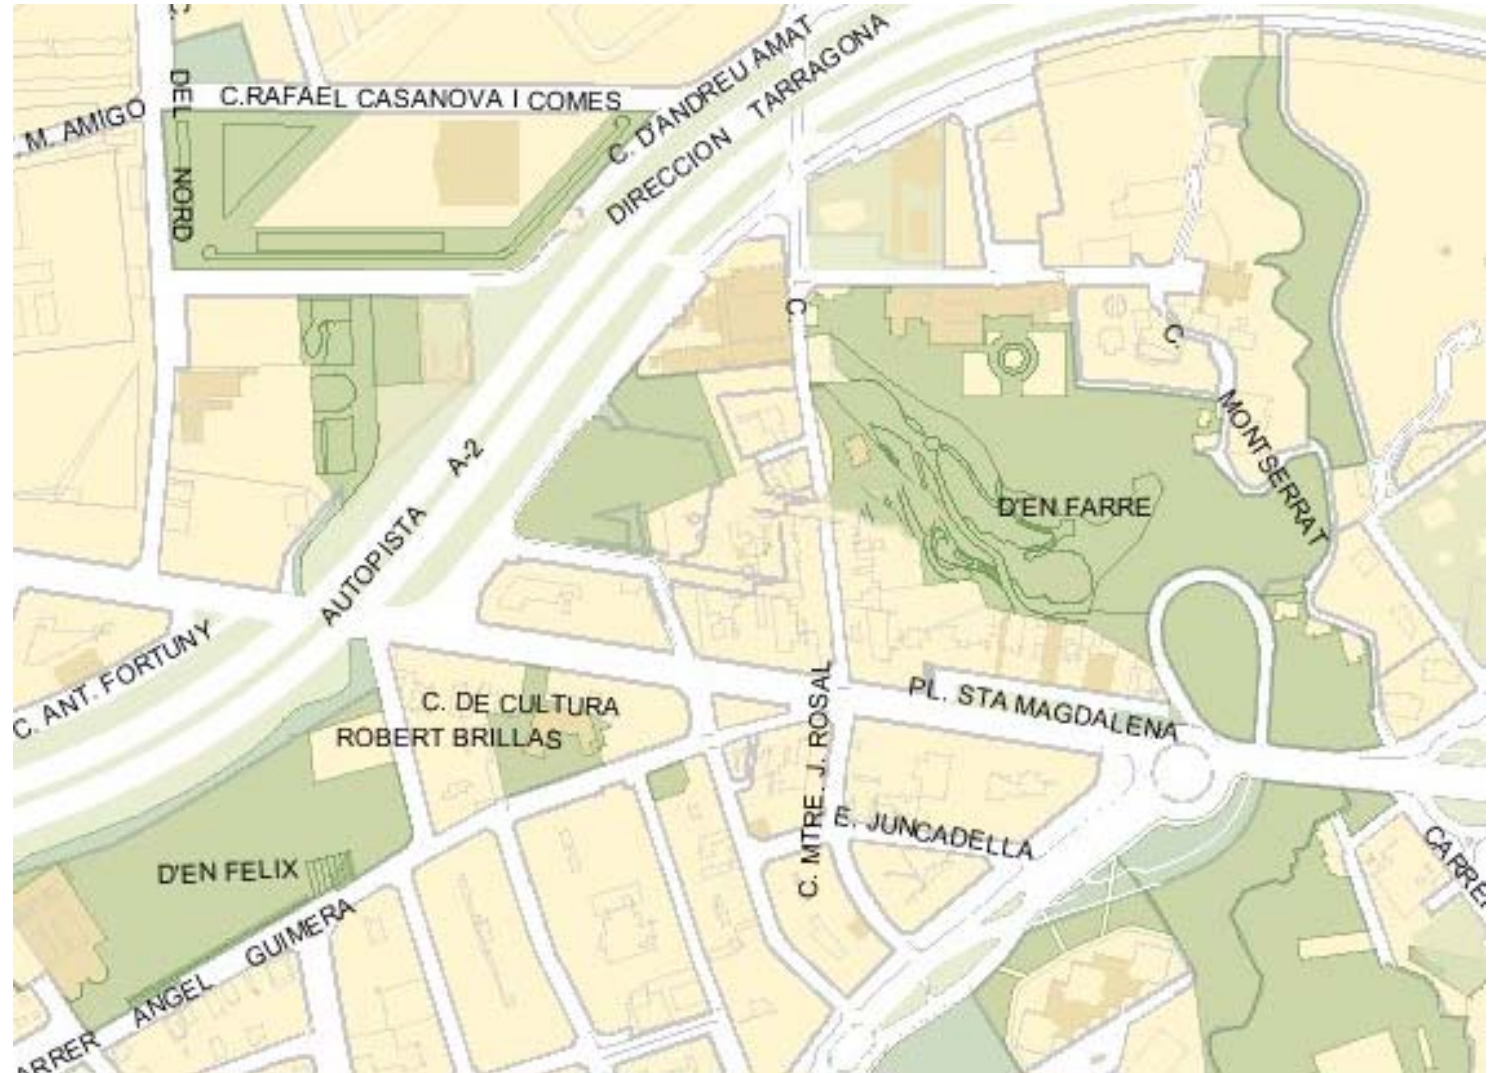 C.
DEL NORD
C.RAFAEL CASANOVA I COMES
M. AMIGO
C. D'ANDREU AMAT
DIRECCION TARRAGONA
C.
C.
MONTSERRAT
AUTOPISTA A-2
D'EN FARRE
C. ANT. FORTUNY
C. DE CULTURA
ROBERT BRILLAS
PL. STA MAGDALENA
C. MTRE. J. ROSAL
E. JUNCADELLA
D'EN FELIX
CARRE
ARRER ANGEL GUIMERA